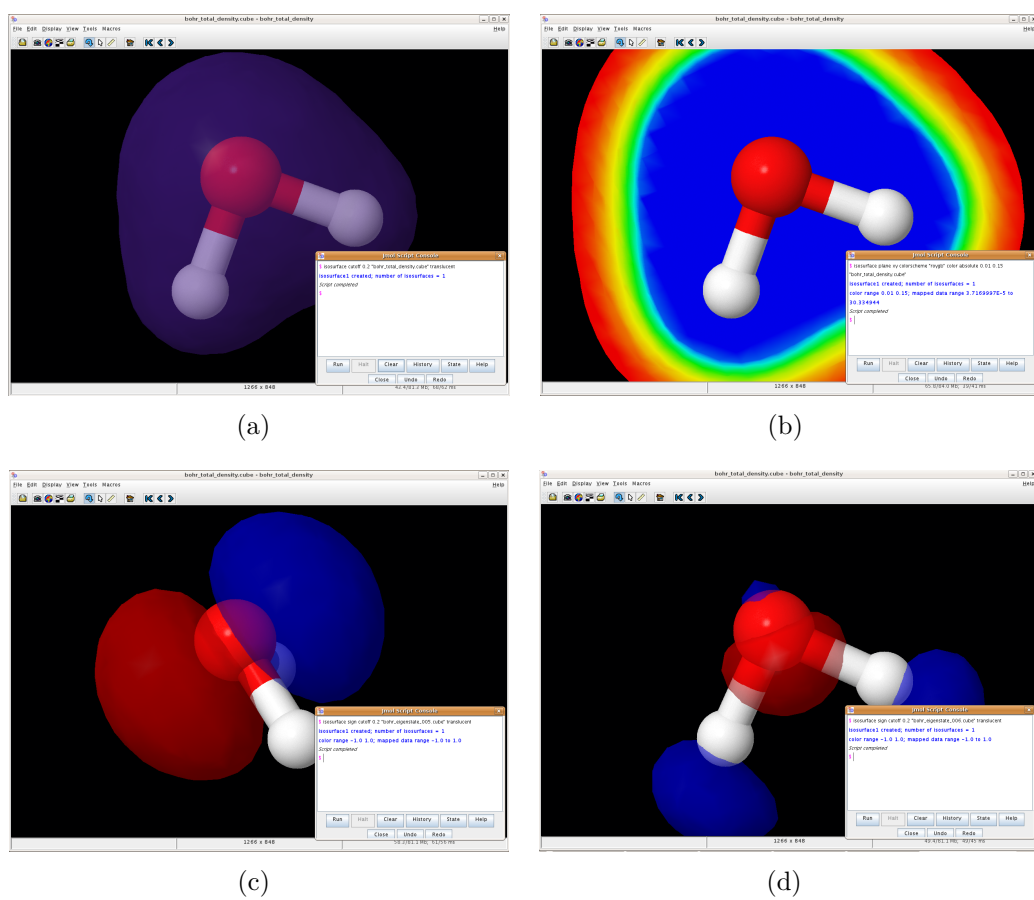 bohr_total_density.cube - bohr_total_density
File Edit Display View Tools Macros Help
Jmol Script Console
$ isosurface cutoff 0.2 "bohr_total_density.cube" translucent
isosurface1 created; number of isosurfaces = 1
Script completed
$
Run Halt Clear History State Help
Close Undo Redo
1266 x 848
(a)
bohr_total_density.cube - bohr_total_density
File Edit Display View Tools Macros Help
Jmol Script Console
$ isosurface plane xy colorscheme "roygb" color absolute 0.01 0.15
"bohr_total_density.cube"
isosurface1 created; number of isosurfaces = 1
color range 0.01 0.15; mapped data range 3.7169997E-5 to
30.334944
Script completed
$
Run Halt Clear History State Help
Close Undo Redo
1266 x 848
(b)
bohr_total_density.cube - bohr_total_density
File Edit Display View Tools Macros Help
Jmol Script Console
$ isosurface sign cutoff 0.2 "bohr_eigenstate_005.cube" translucent
isosurface1 created; number of isosurfaces = 1
color range -1.0 1.0; mapped data range -1.0 to 1.0
Script completed
$
Run Halt Clear History State Help
Close Undo Redo
1266 x 848
(c)
bohr_total_density.cube - bohr_total_density
File Edit Display View Tools Macros Help
Jmol Script Console
$ isosurface sign cutoff 0.2 "bohr_eigenstate_006.cube" translucent
isosurface1 created; number of isosurfaces = 1
color range -1.0 1.0; mapped data range -1.0 to 1.0
Script completed
$
Run Halt Clear History State Help
Close Undo Redo
1266 x 848
(d)